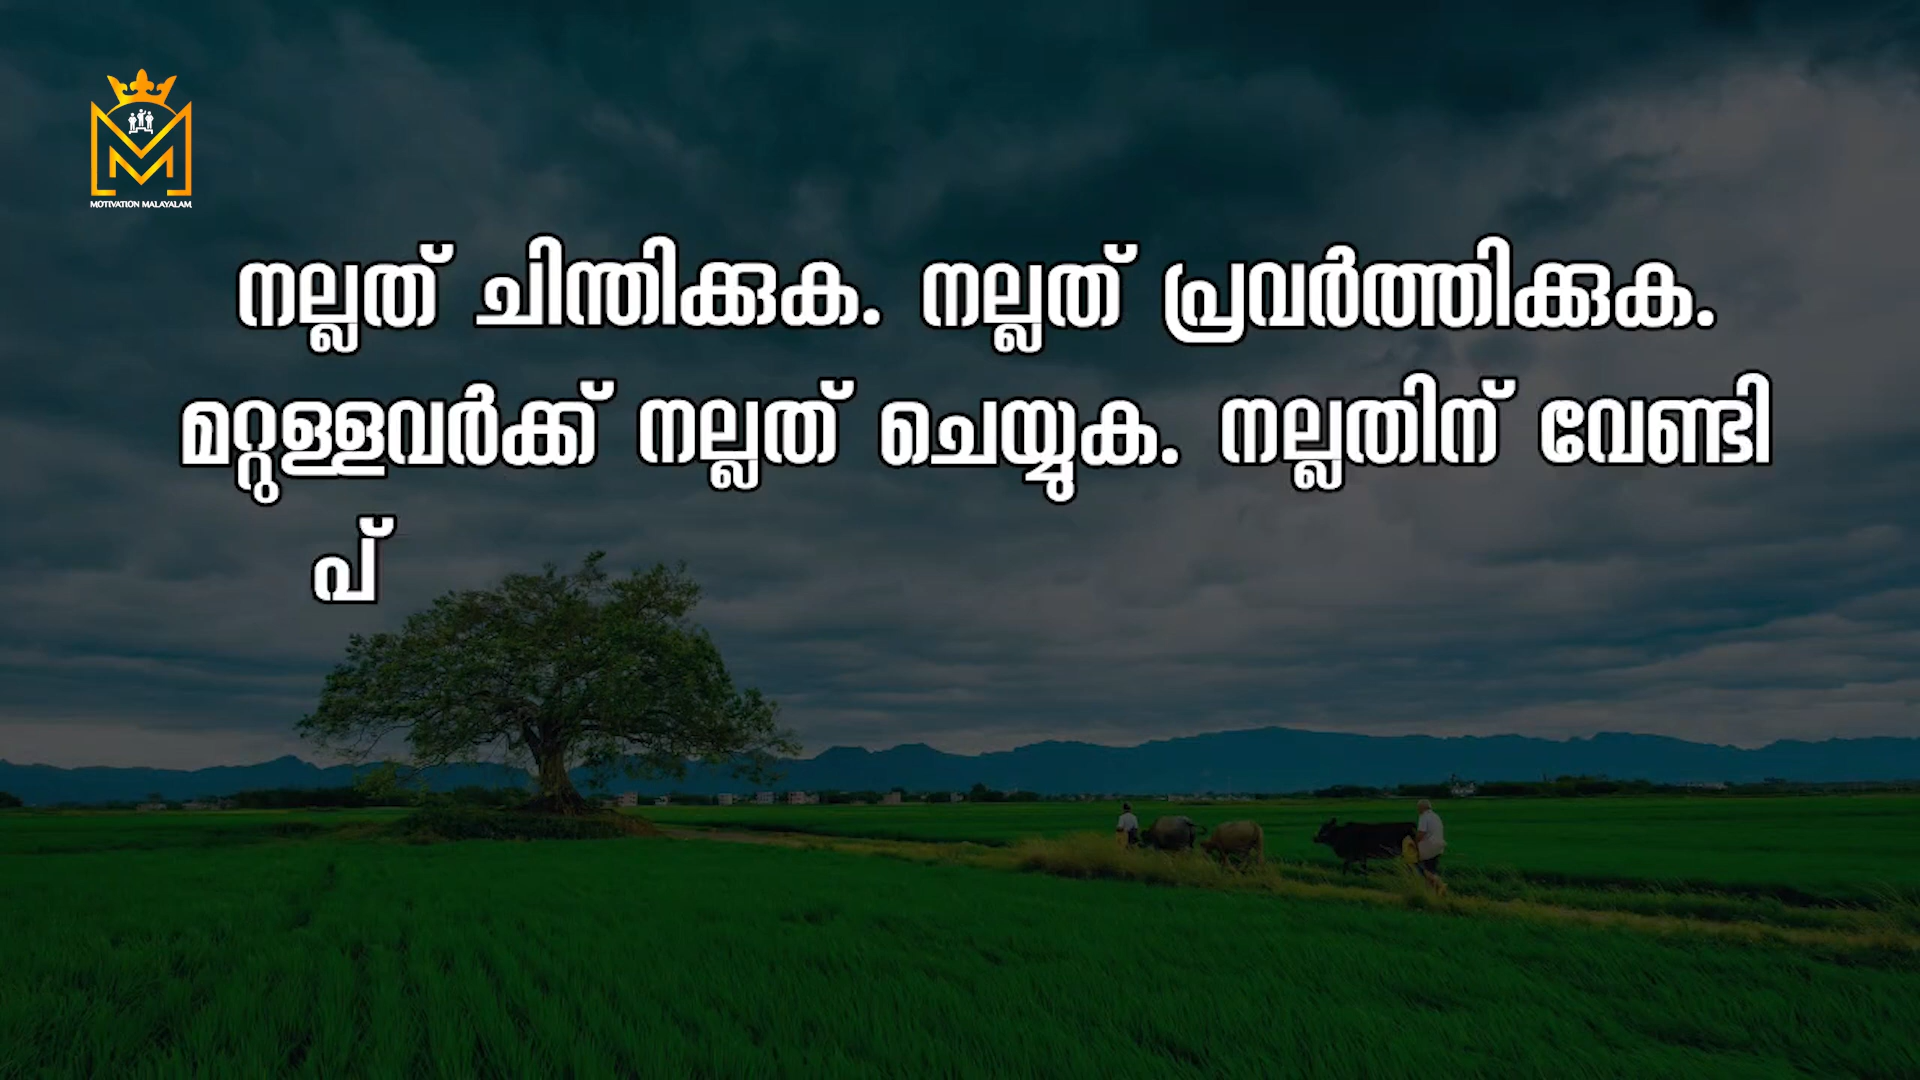 MOTIVATION MALAYALAM
നല്ലത് ചിന്തിക്കുക. നല്ലത് പ്രവർത്തിക്കുക.
മറ്റുള്ളവർക്ക് നല്ലത് ചെയ്യുക. നല്ലതിന് വേണ്ടി
പ്